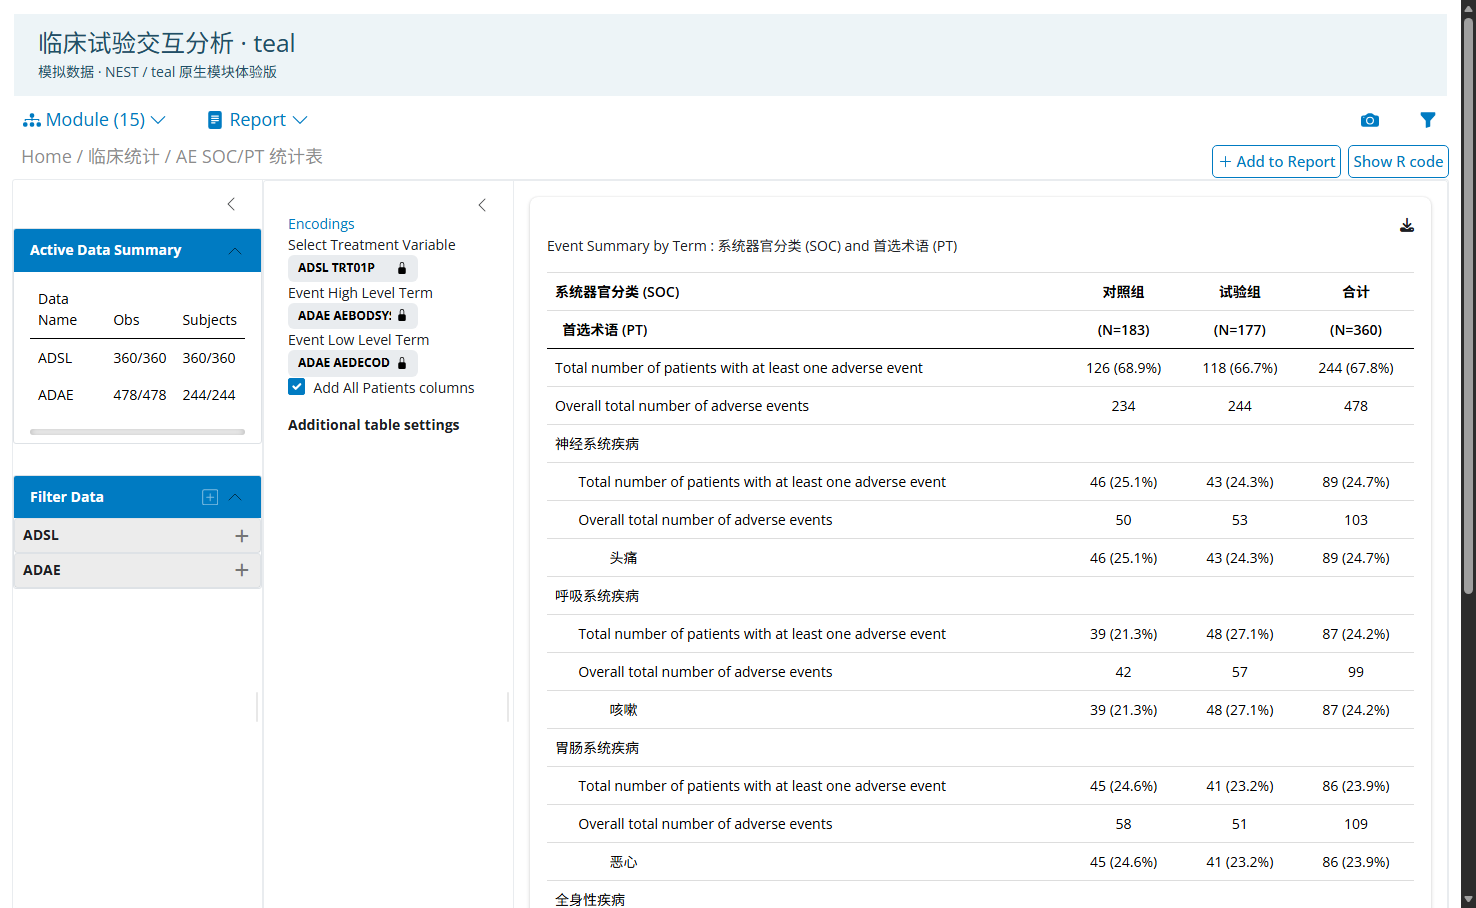 临床试验交互分析 · teal
模拟数据 · NEST / teal 原生模块体验版
Module (15) Report
Home / 临床统计 / AE SOC/PT 统计表
+ Add to Report Show R code
Active Data Summary
Data Name Obs Subjects
ADSL 360/360 360/360
ADAE 478/478 244/244
Filter Data
ADSL
ADAE
Encodings
Select Treatment Variable
ADSL TRT01P
Event High Level Term
ADAE AEBODSY
Event Low Level Term
ADAE AEDECOD
Add All Patients columns
Additional table settings
Event Summary by Term : 系统器官分类 (SOC) and 首选术语 (PT)
系统器官分类 (SOC) 对照组 试验组 合计
首选术语 (PT) (N=183) (N=177) (N=360)
Total number of patients with at least one adverse event 126 (68.9%) 118 (66.7%) 244 (67.8%)
Overall total number of adverse events 234 244 478
神经系统疾病
Total number of patients with at least one adverse event 46 (25.1%) 43 (24.3%) 89 (24.7%)
Overall total number of adverse events 50 53 103
头痛 46 (25.1%) 43 (24.3%) 89 (24.7%)
呼吸系统疾病
Total number of patients with at least one adverse event 39 (21.3%) 48 (27.1%) 87 (24.2%)
Overall total number of adverse events 42 57 99
咳嗽 39 (21.3%) 48 (27.1%) 87 (24.2%)
胃肠系统疾病
Total number of patients with at least one adverse event 45 (24.6%) 41 (23.2%) 86 (23.9%)
Overall total number of adverse events 58 51 109
恶心 45 (24.6%) 41 (23.2%) 86 (23.9%)
全身性疾病